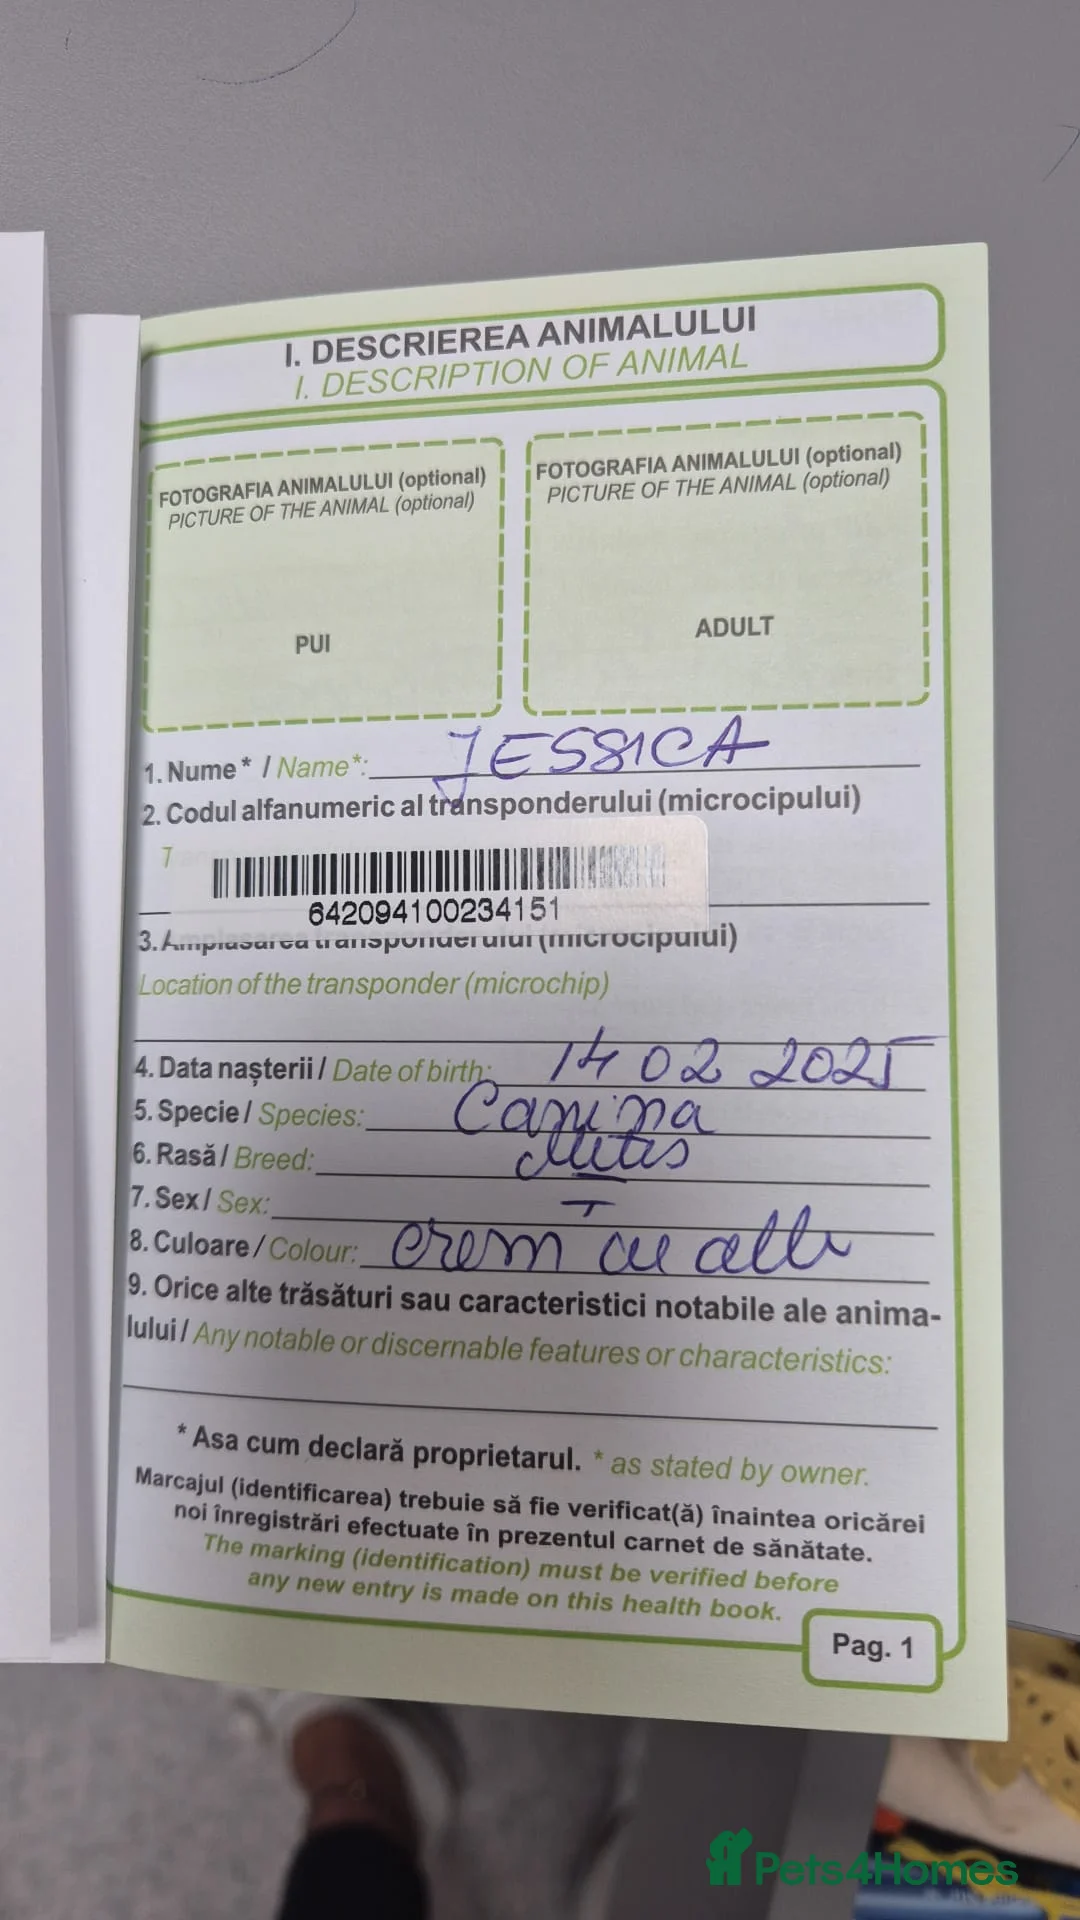 I. DESCRIEREA ANIMALULUI
I. DESCRIPTION OF ANIMAL
FOTOGRAFIA ANIMALULUI (optional)
PICTURE OF THE ANIMAL (optional)
PUI
FOTOGRAFIA ANIMALULUI (optional)
PICTURE OF THE ANIMAL (optional)
ADULT
1. Nume* / Name*: JESSICA
2. Codul alfanumeric al transponderului (microcipului)
T
642094100234151
3. Amplasarea transponderului (microcipului)
Location of the transponder (microchip)
4. Data nașterii / Date of birth: 14 02 2025
5. Specie / Species: Canina
6. Rasă / Breed: Metis
7. Sex / Sex:
8. Culoare / Colour: crem cu alb
9. Orice alte trăsături sau caracteristici notabile ale anima-
lului / Any notable or discernable features or characteristics:
* Asa cum declară proprietarul. * as stated by owner.
Marcajul (identificarea) trebuie să fie verificat(ă) înaintea oricărei
noi înregistrări efectuate în prezentul carnet de sănătate.
The marking (identification) must be verified before
any new entry is made on this health book.
Pag. 1
Pets4Homes